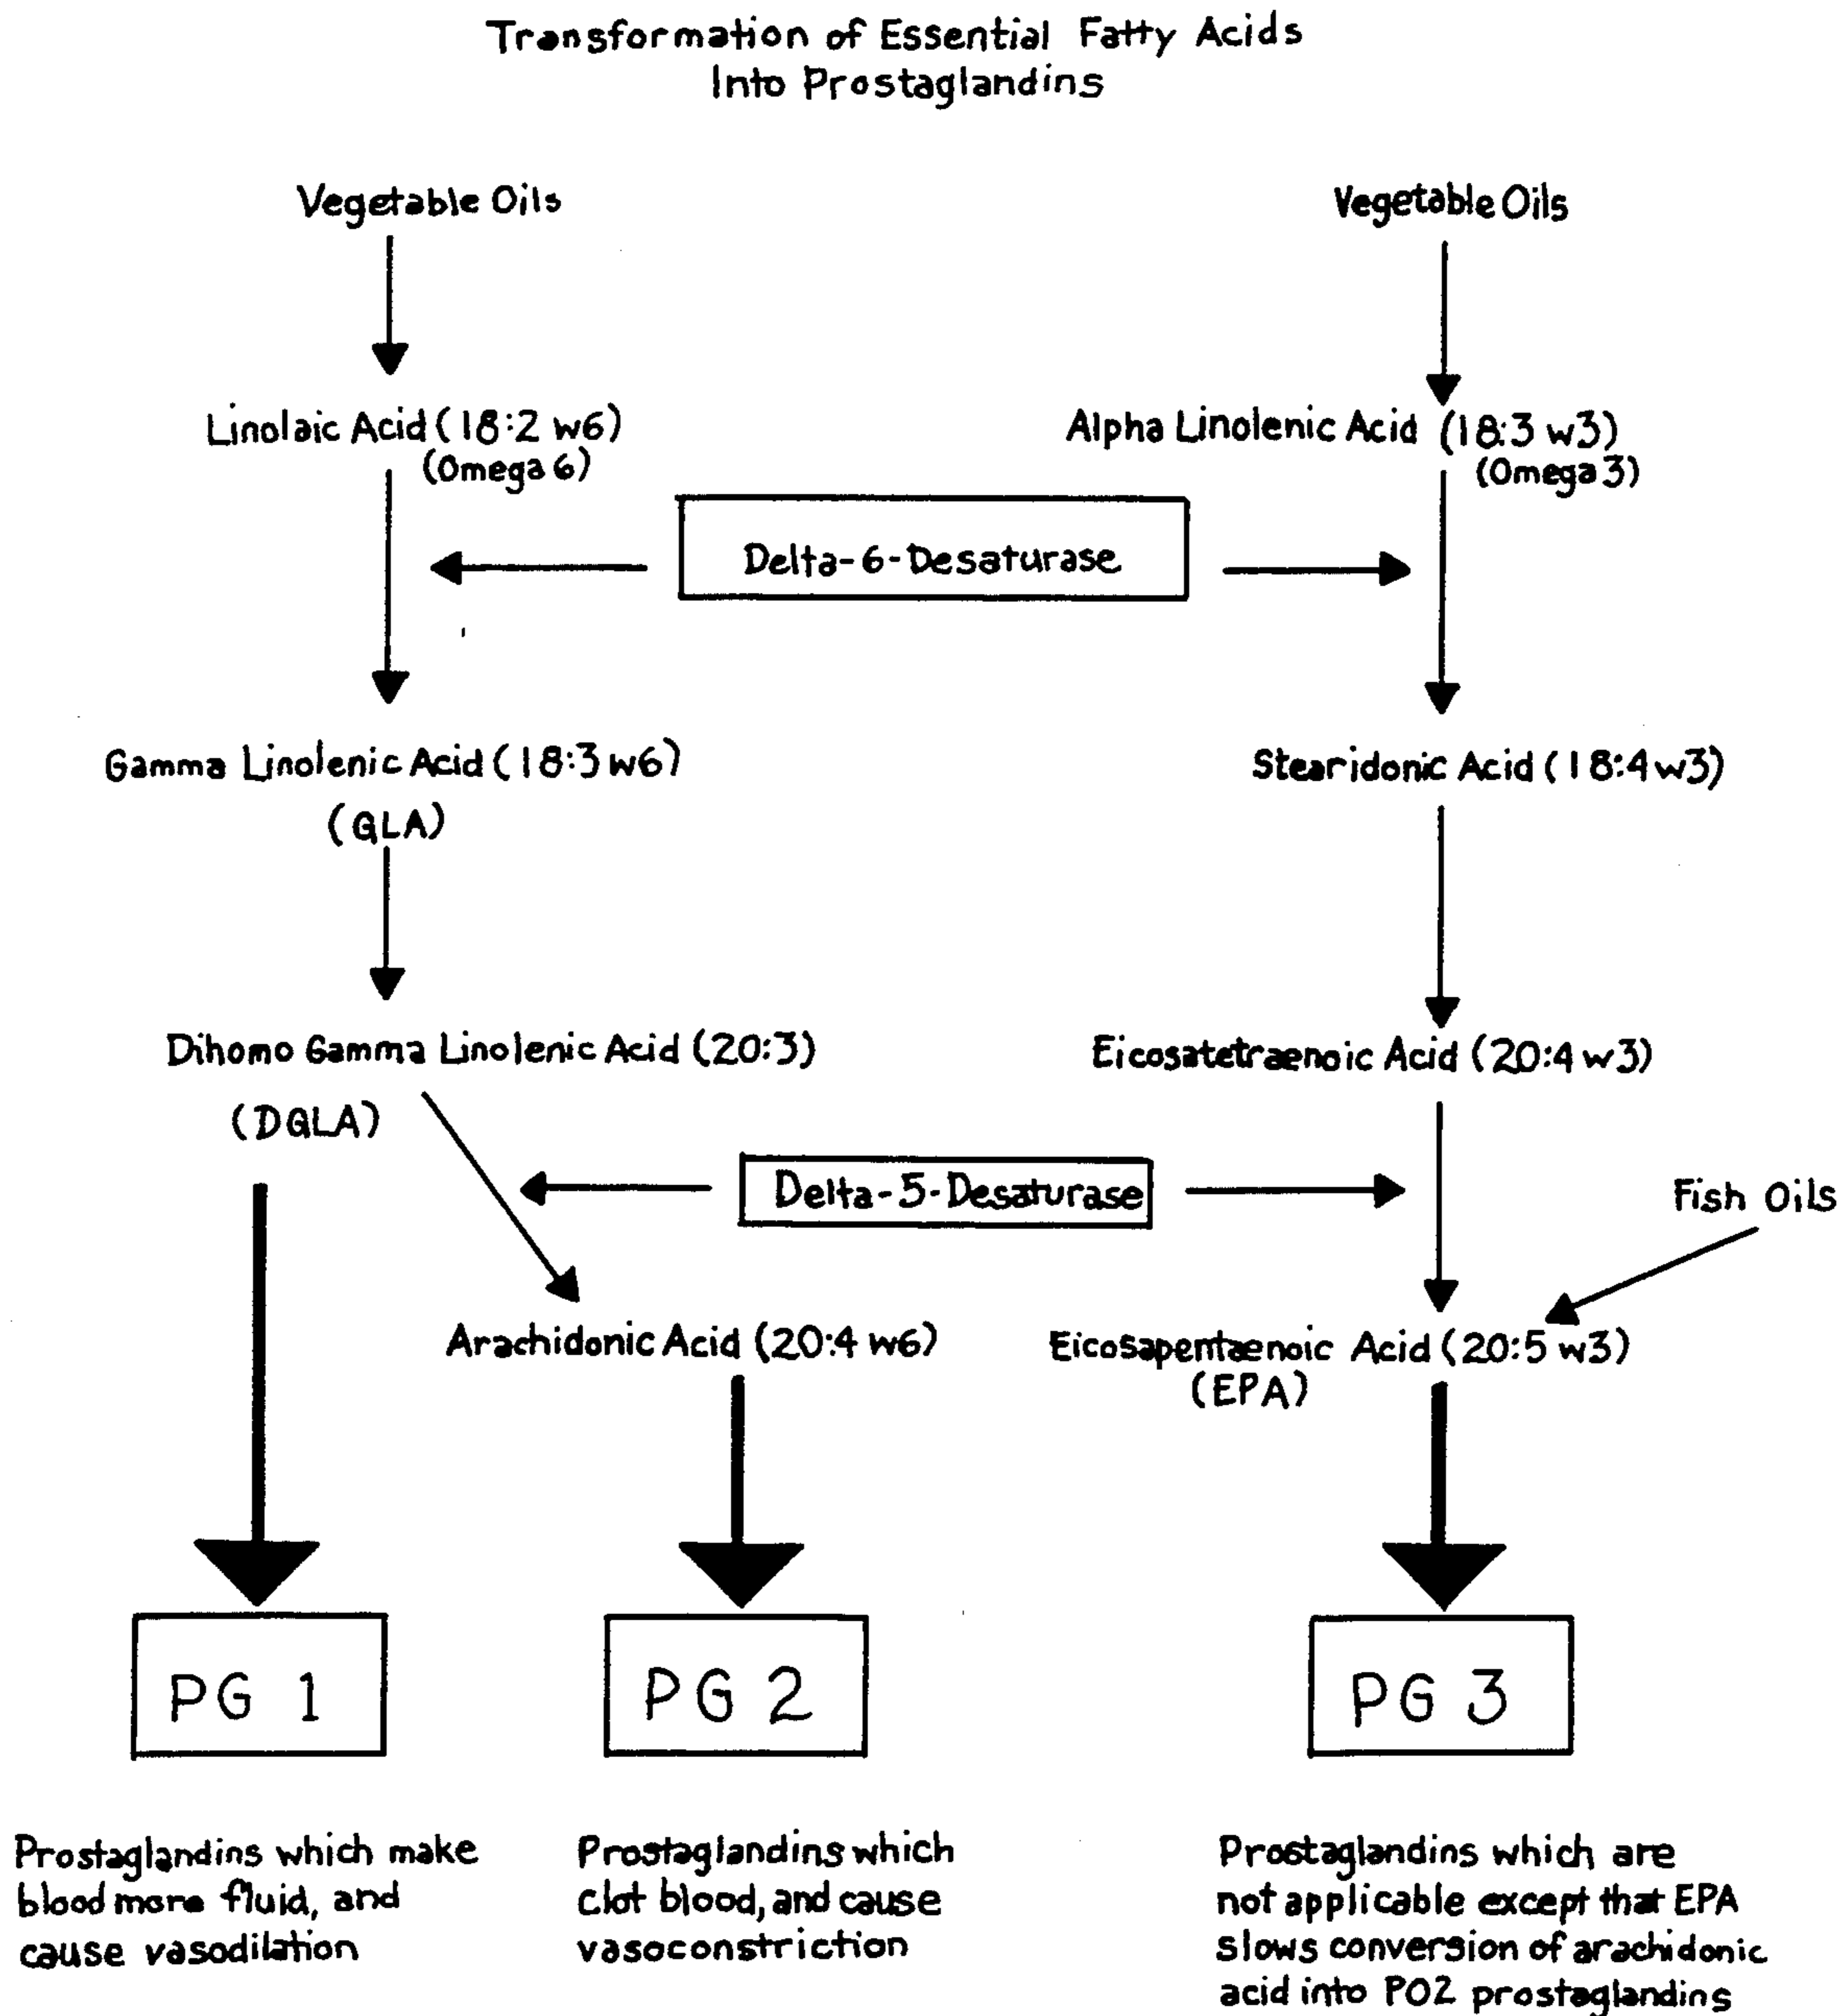 Transformation of Essential Fatty Acids
Into Prostaglandins
Vegetable Oils
Vegetable Oils
Linolaic Acid (18:2 w6)
(Omega 6)
Alpha Linolenic Acid (18:3 w3)
(Omega 3)
Delta-6-Desaturase
Gamma Linolenic Acid (18:3 w6)
(GLA)
Stearidonic Acid (18:4 w3)
Dihomo Gamma Linolenic Acid (20:3)
(DGLA)
Eicosatetraenoic Acid (20:4 w3)
Delta-5-Desaturase
Fish Oils
Arachidonic Acid (20:4 w6)
Eicosapentaenoic Acid (20:5 w3)
(EPA)
PG 1
PG 2
PG 3
Prostaglandins which make
blood more fluid, and
cause vasodilation
Prostaglandins which
clot blood, and cause
vasoconstriction
Prostaglandins which are
not applicable except that EPA
slows conversion of arachidonic
acid into PO2 prostaglandins